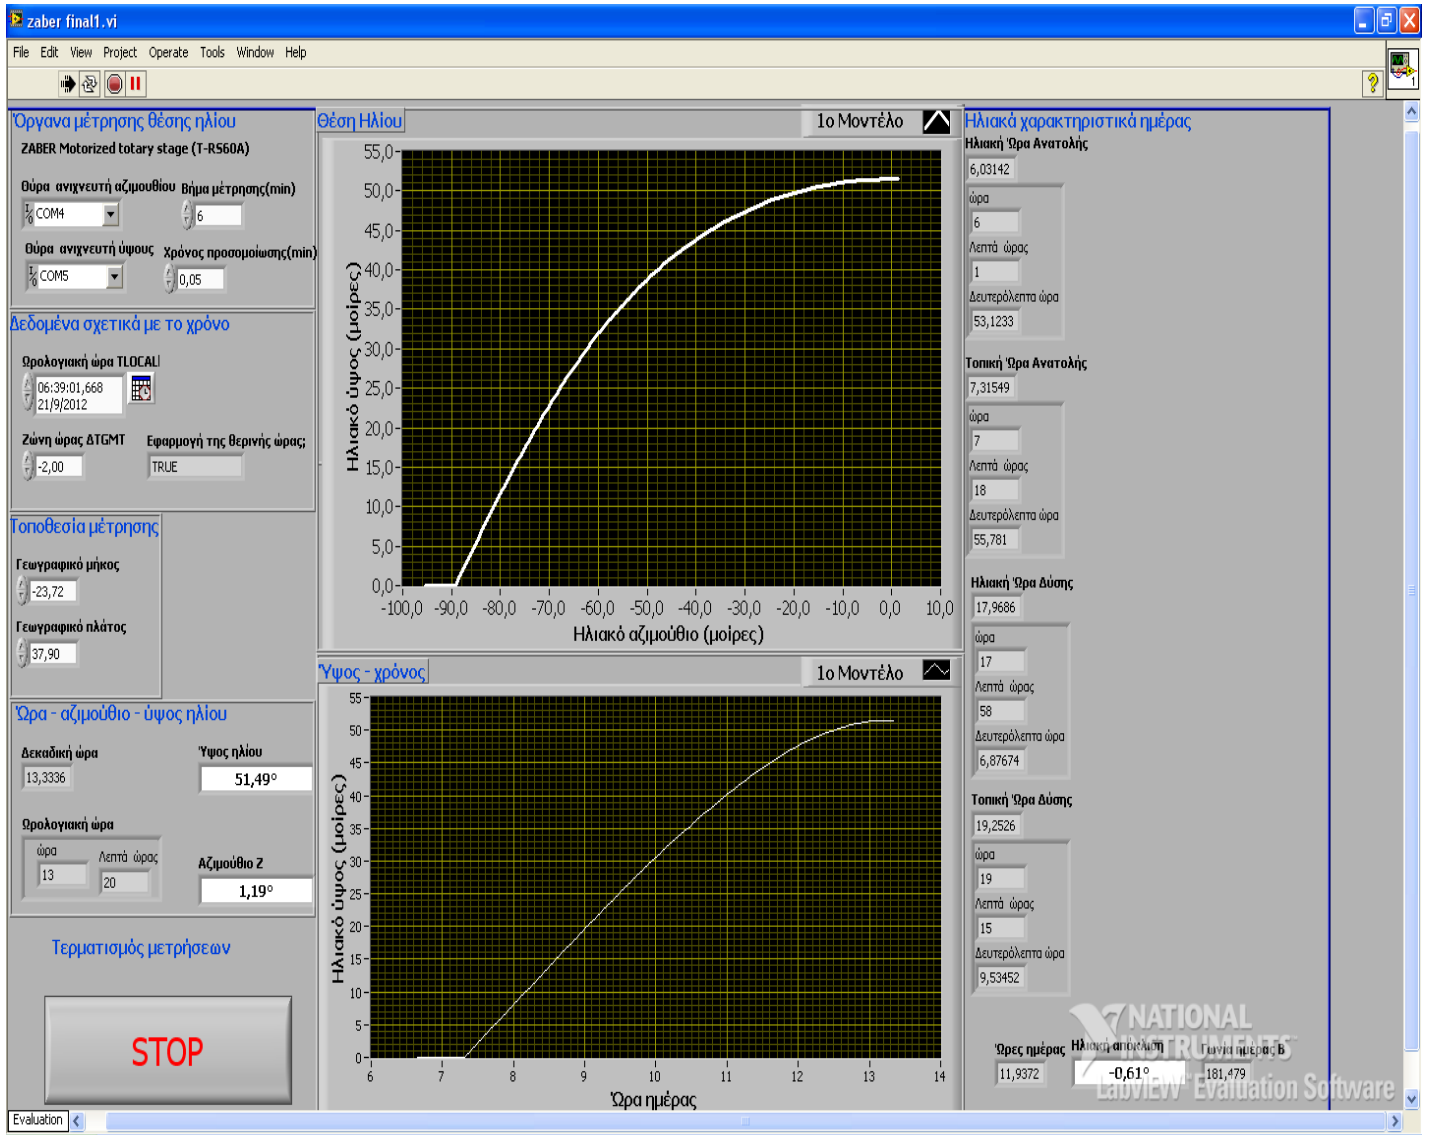 zaber final1.vi
File Edit View Project Operate Tools Window Help
1
Όργανα μέτρησης θέσης ηλίου
ZABER Motorized totary stage (T-RS60A)
Θύρα ανιχνευτή αζιμουθίου
Βήμα μέτρησης(min)
COM4
6
Θύρα ανιχνευτή ύψους
Χρόνος προσομοίωσης(min)
COM5
0,05
Δεδομένα σχετικά με το χρόνο
Ωρολογιακή ώρα TLOCAL
06:39:01,668
21/9/2012
Ζώνη ώρας ΔTGMT
Εφαρμογή της θερινής ώρας;
-2,00
TRUE
Τοποθεσία μέτρησης
Γεωγραφικό μήκος
-23,72
Γεωγραφικό πλάτος
37,90
Ώρα - αζιμούθιο - ύψος ηλίου
Δεκαδική ώρα
Ύψος ηλίου
13,3336
51,49º
Ωρολογιακή ώρα
ώρα
Λεπτά ώρας
13
20
Αζιμούθιο Z
1,19º
Τερματισμός μετρήσεων
STOP
Θέση Ηλίου
1ο Μοντέλο
55,0
50,0
45,0
40,0
35,0
30,0
25,0
20,0
15,0
10,0
5,0
0,0
Ηλιακό ύψος (μοίρες)
-100,0 -90,0 -80,0 -70,0 -60,0 -50,0 -40,0 -30,0 -20,0 -10,0 0,0 10,0
Ηλιακό αζιμούθιο (μοίρες)
Ύψος - χρόνος
1ο Μοντέλο
55
50
45
40
35
30
25
20
15
10
5
0
Ηλιακό ύψος (μοίρες)
6 7 8 9 10 11 12 13 14
Ώρα ημέρας
Ηλιακά χαρακτηριστικά ημέρας
Ηλιακή Ώρα Ανατολής
6,03142
ώρα
6
Λεπτά ώρας
1
Δευτερόλεπτα ώρα
53,1233
Τοπική Ώρα Ανατολής
7,31549
ώρα
7
Λεπτά ώρας
18
Δευτερόλεπτα ώρα
55,781
Ηλιακή Ώρα Δύσης
17,9686
ώρα
17
Λεπτά ώρας
58
Δευτερόλεπτα ώρα
6,87674
Τοπική Ώρα Δύσης
19,2526
ώρα
19
Λεπτά ώρας
15
Δευτερόλεπτα ώρα
9,53452
Ώρες ημέρας
Ηλιακή απόκλιση
Γωνία ημέρας B
11,9372
-0,61º
181,479
NATIONAL
INSTRUMENTS
LabVIEW Evaluation Software
Evaluation